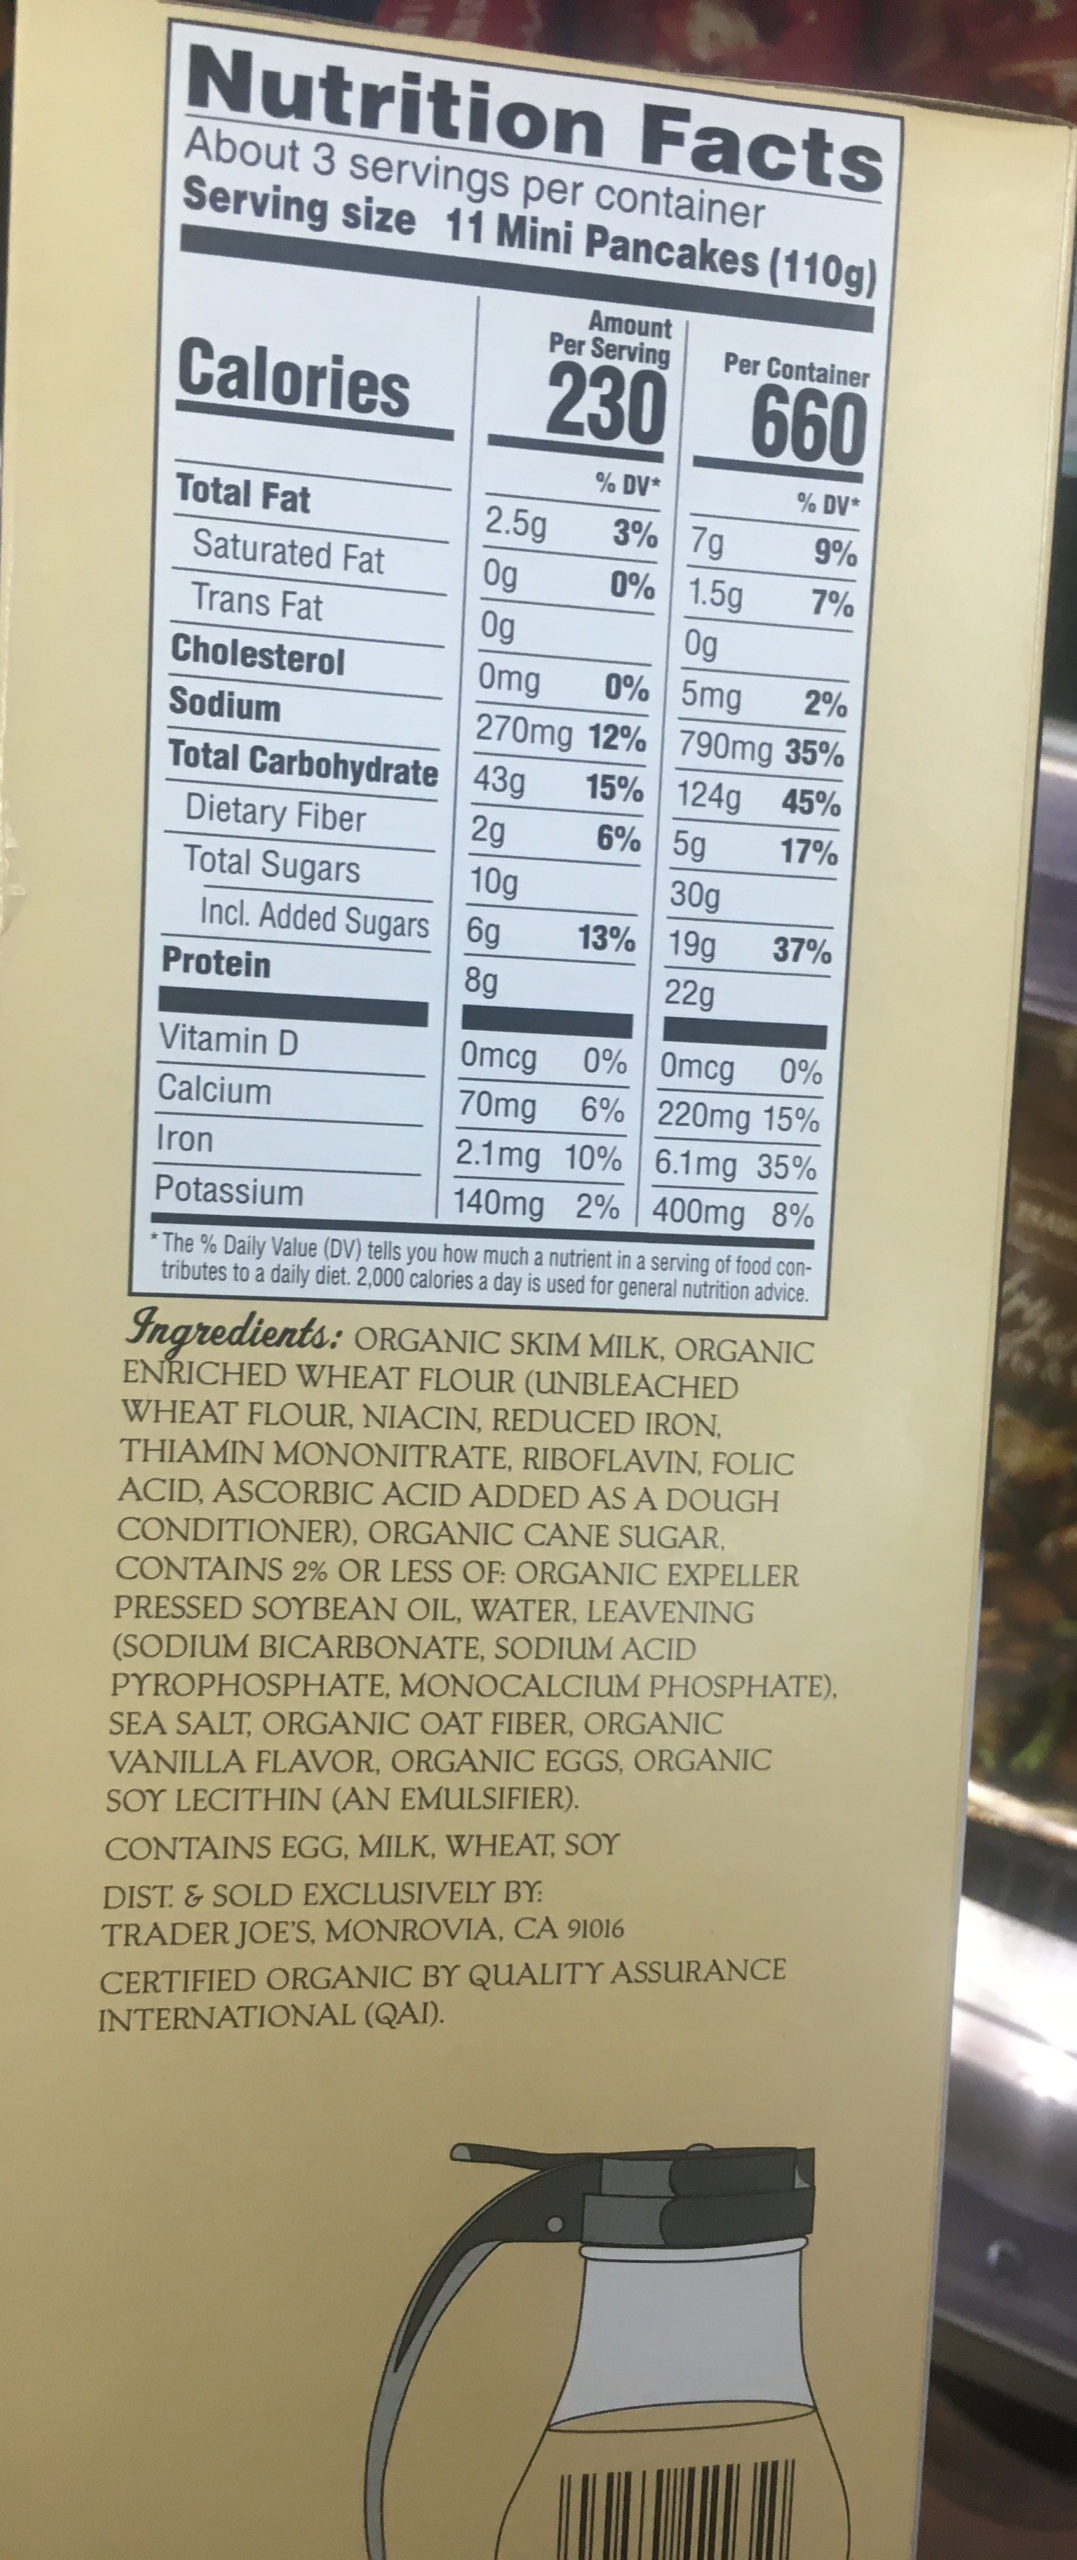 Nutrition Facts
About 3 servings per container
Serving size 11 Mini Pancakes (110g)
Amount Per Serving Per Container
Calories 230 660
% DV* % DV*
Total Fat 2.5g 3% 7g 9%
Saturated Fat 0g 0% 1.5g 7%
Trans Fat 0g 0g
Cholesterol 0mg 0% 5mg 2%
Sodium 270mg 12% 790mg 35%
Total Carbohydrate 43g 15% 124g 45%
Dietary Fiber 2g 6% 5g 17%
Total Sugars 10g 30g
Incl. Added Sugars 6g 13% 19g 37%
Protein 8g 22g
Vitamin D 0mcg 0% 0mcg 0%
Calcium 70mg 6% 220mg 15%
Iron 2.1mg 10% 6.1mg 35%
Potassium 140mg 2% 400mg 8%
*The % Daily Value (DV) tells you how much a nutrient in a serving of food con-
tributes to a daily diet. 2,000 calories a day is used for general nutrition advice.
Ingredients: ORGANIC SKIM MILK, ORGANIC
ENRICHED WHEAT FLOUR (UNBLEACHED
WHEAT FLOUR, NIACIN, REDUCED IRON,
THIAMIN MONONITRATE, RIBOFLAVIN, FOLIC
ACID, ASCORBIC ACID ADDED AS A DOUGH
CONDITIONER), ORGANIC CANE SUGAR,
CONTAINS 2% OR LESS OF: ORGANIC EXPELLER
PRESSED SOYBEAN OIL, WATER, LEAVENING
(SODIUM BICARBONATE, SODIUM ACID
PYROPHOSPHATE, MONOCALCIUM PHOSPHATE),
SEA SALT, ORGANIC OAT FIBER, ORGANIC
VANILLA FLAVOR, ORGANIC EGGS, ORGANIC
SOY LECITHIN (AN EMULSIFIER).
CONTAINS EGG, MILK, WHEAT, SOY
DIST. & SOLD EXCLUSIVELY BY:
TRADER JOE'S, MONROVIA, CA 91016
CERTIFIED ORGANIC BY QUALITY ASSURANCE
INTERNATIONAL (QAI).